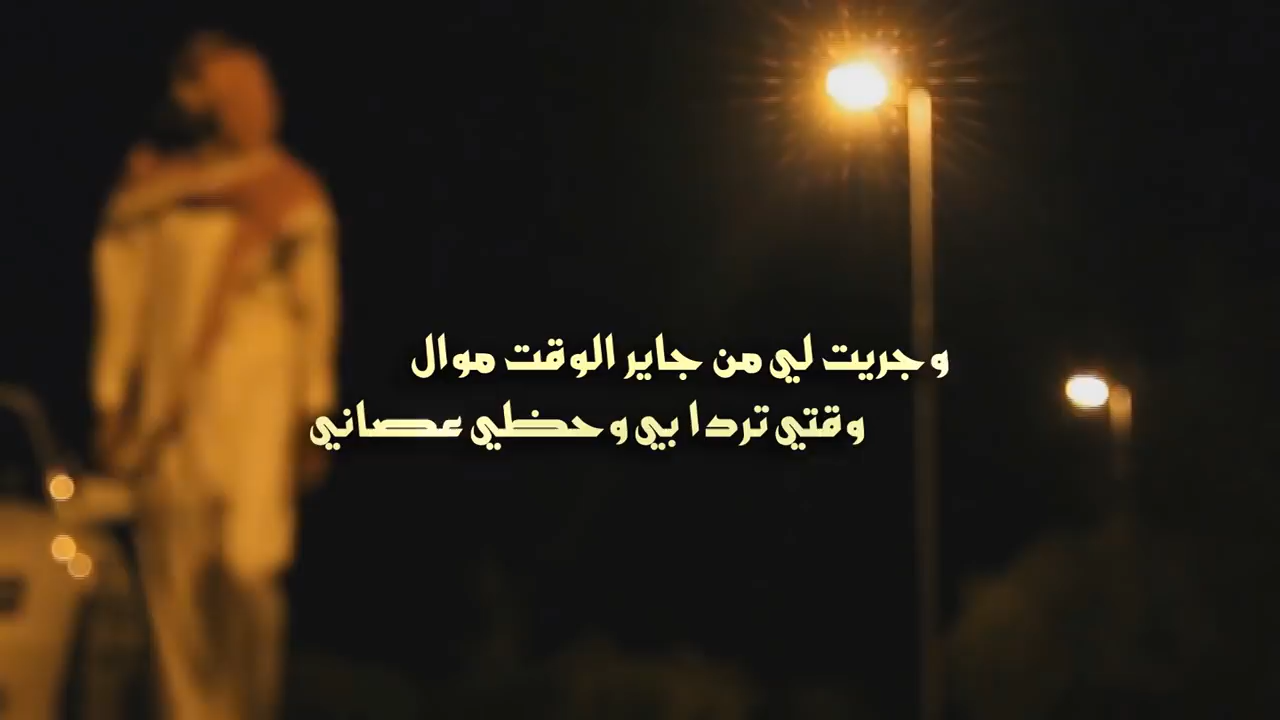 وجريت لي من جاير الوقت موال
وقتي تردا بي وحظي عصاني